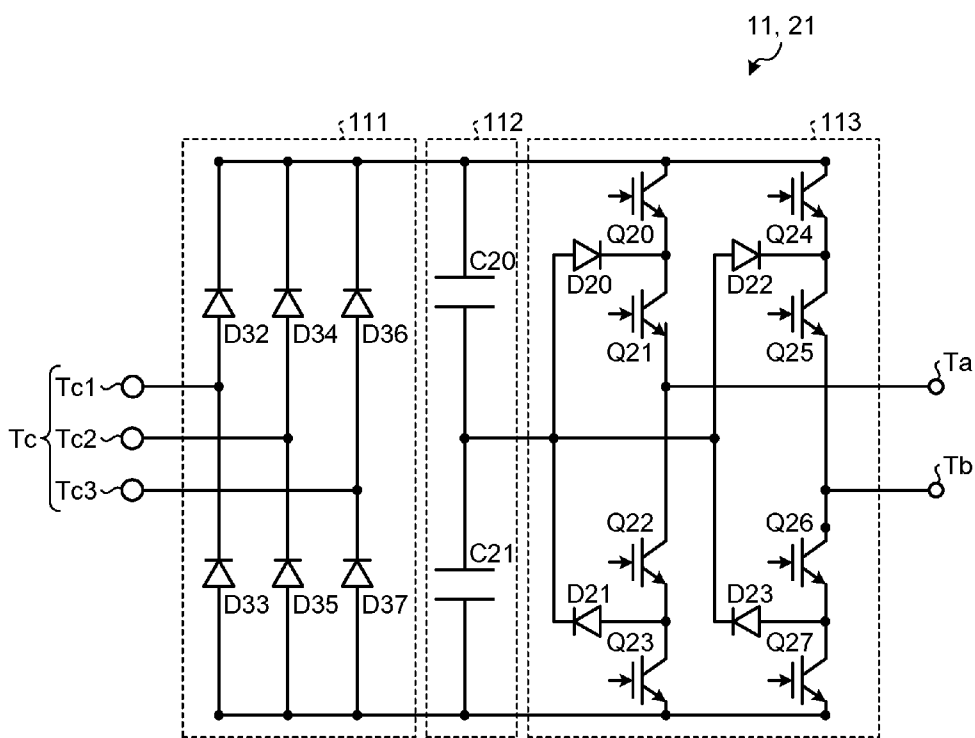 11, 21
111
112
113
Q20
Q24
C20
D20
D22
D32
D34
D36
Q21
Q25
Tc1
Ta
Tc
Tc2
Tc3
Tb
Q22
Q26
C21
D33
D35
D37
D21
D23
Q23
Q27